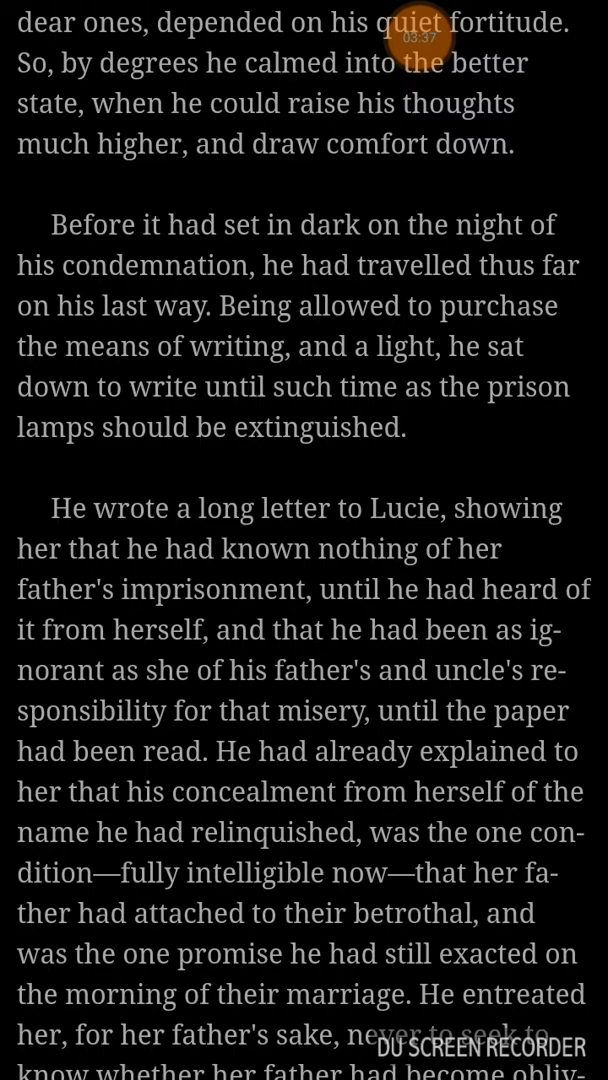 dear ones, depended on his quiet fortitude.
03:37
So, by degrees he calmed into the better
state, when he could raise his thoughts
much higher, and draw comfort down.
Before it had set in dark on the night of
his condemnation, he had travelled thus far
on his last way. Being allowed to purchase
the means of writing, and a light, he sat
down to write until such time as the prison
lamps should be extinguished.
He wrote a long letter to Lucie, showing
her that he had known nothing of her
father's imprisonment, until he had heard of
it from herself, and that he had been as ig-
norant as she of his father's and uncle's re-
sponsibility for that misery, until the paper
had been read. He had already explained to
her that his concealment from herself of the
name he had relinquished, was the one con-
dition—fully intelligible now—that her fa-
ther had attached to their betrothal, and
was the one promise he had still exacted on
the morning of their marriage. He entreated
her, for her father's sake, never to seek to
DU SCREEN RECORDER
know whether her father had become obliv-